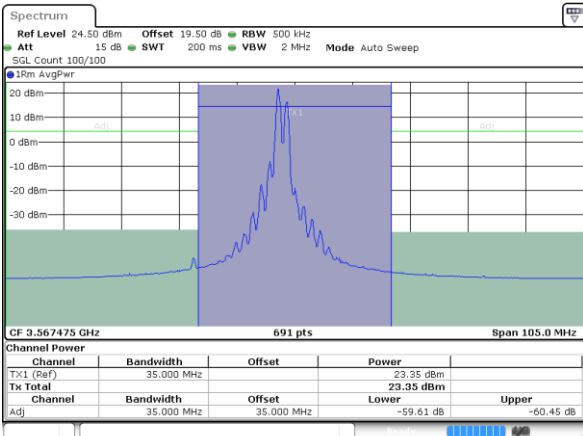 Spectrum
Ref Level 24.50 dBm Offset 19.50 dB RBW 500 kHz
Att 15 dB SWT 200 ms VBW 2 MHz Mode Auto Sweep
SGL Count 100/100
1Rm AvgPwr
20 dBm
TX1
10 dBm
Adj Adj
0 dBm
-10 dBm
-20 dBm
-30 dBm
CF 3.567475 GHz 691 pts Span 105.0 MHz
Channel Power
Channel Bandwidth Offset Power
TX1 (Ref) 35.000 MHz 23.35 dBm
Tx Total 23.35 dBm
Channel Bandwidth Offset Lower Upper
Adj 35.000 MHz 35.000 MHz -59.61 dB -60.45 dB
Ready